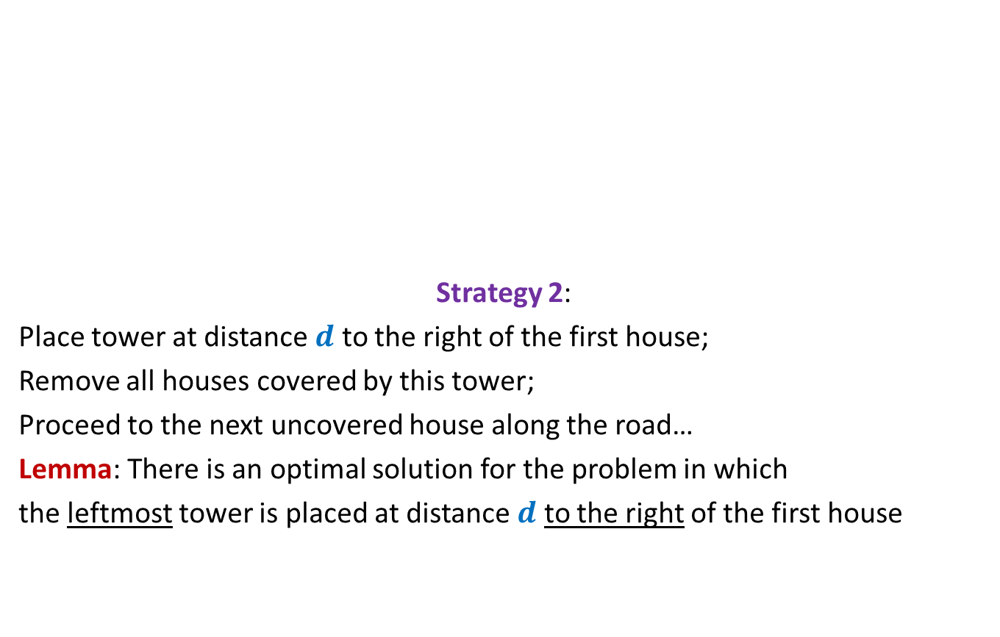 Strategy 2:
Place tower at distance d to the right of the first house;
Remove all houses covered by this tower;
Proceed to the next uncovered house along the road…
Lemma: There is an optimal solution for the problem in which
the leftmost tower is placed at distance d to the right of the first house